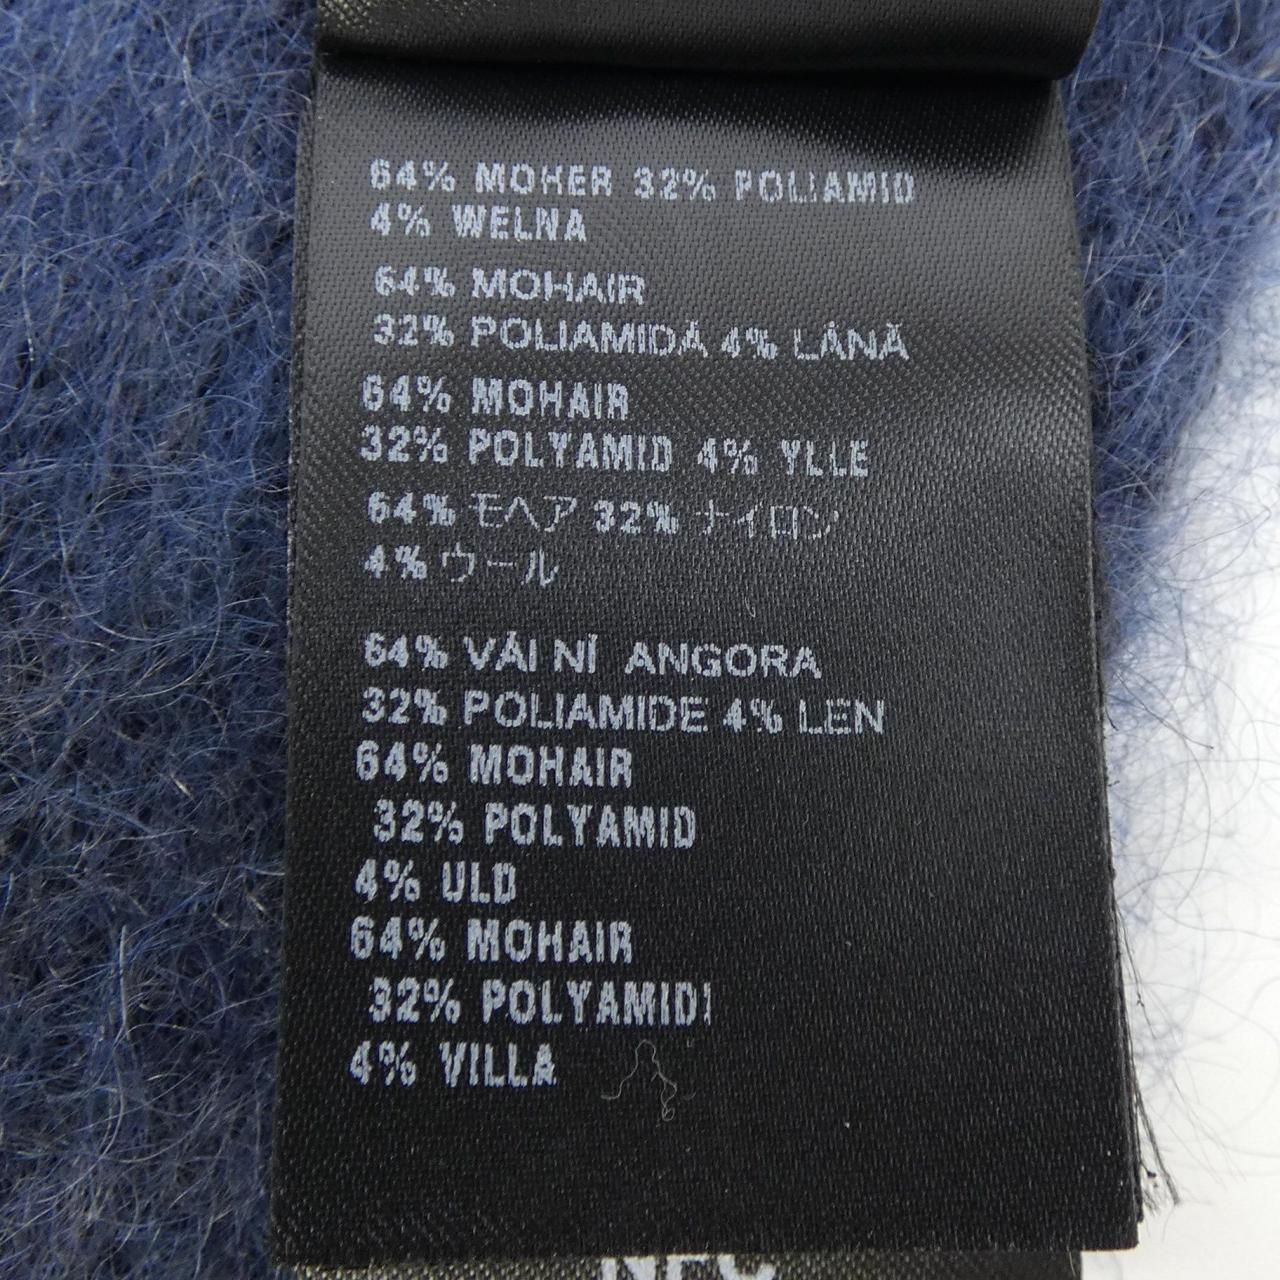 64% MOHER 32% POLIAMID
4% WELNA
64% MOHAIR
32% POLIAMIDĂ 4% LÂNĂ
64% MOHAIR
32% POLYAMID 4% YLLE
64% モヘア 32% ナイロン
4% ウール
64% VẢI NỈ ANGORA
32% POLIAMIDE 4% LEN
64% MOHAIR
32% POLYAMID
4% ULD
64% MOHAIR
32% POLYAMIDI
4% VILLA
NFC